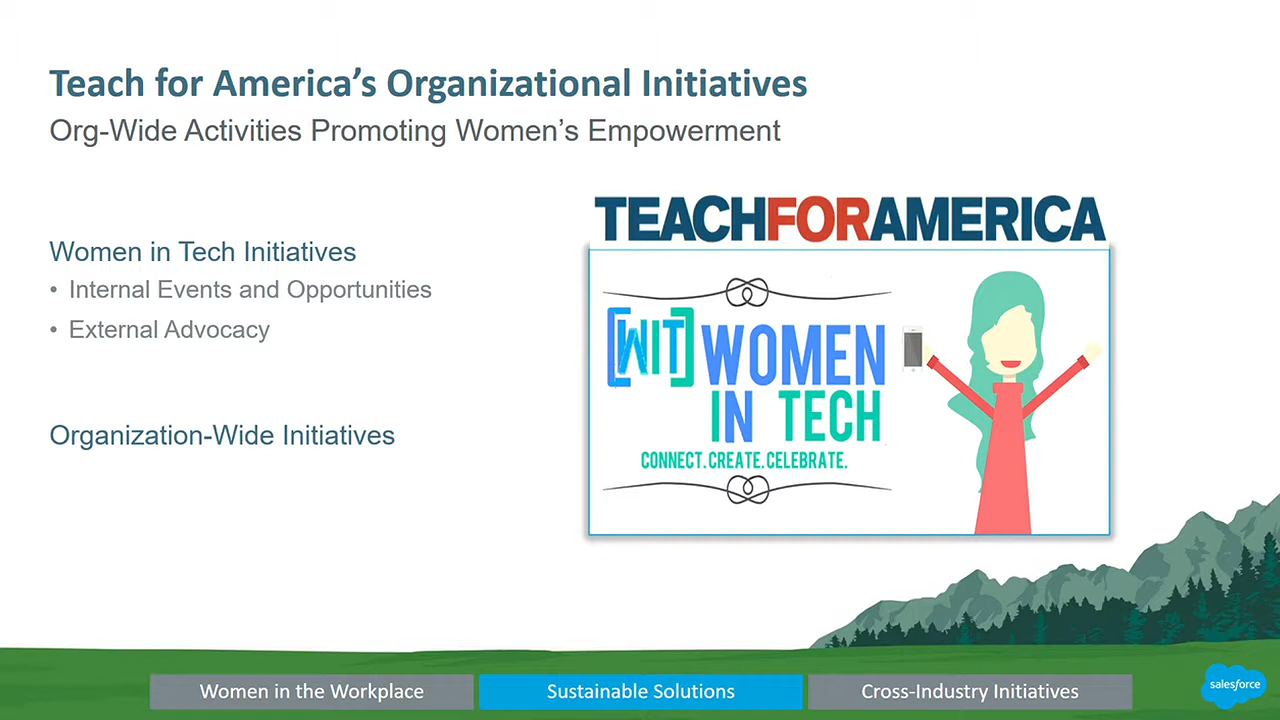 Teach for America’s Organizational Initiatives
Org-Wide Activities Promoting Women’s Empowerment
Women in Tech Initiatives
• Internal Events and Opportunities
• External Advocacy
Organization-Wide Initiatives
TEACHFORAMERICA
[WIT] WOMEN
IN TECH
CONNECT. CREATE. CELEBRATE.
Women in the Workplace
Sustainable Solutions
Cross-Industry Initiatives
salesforce